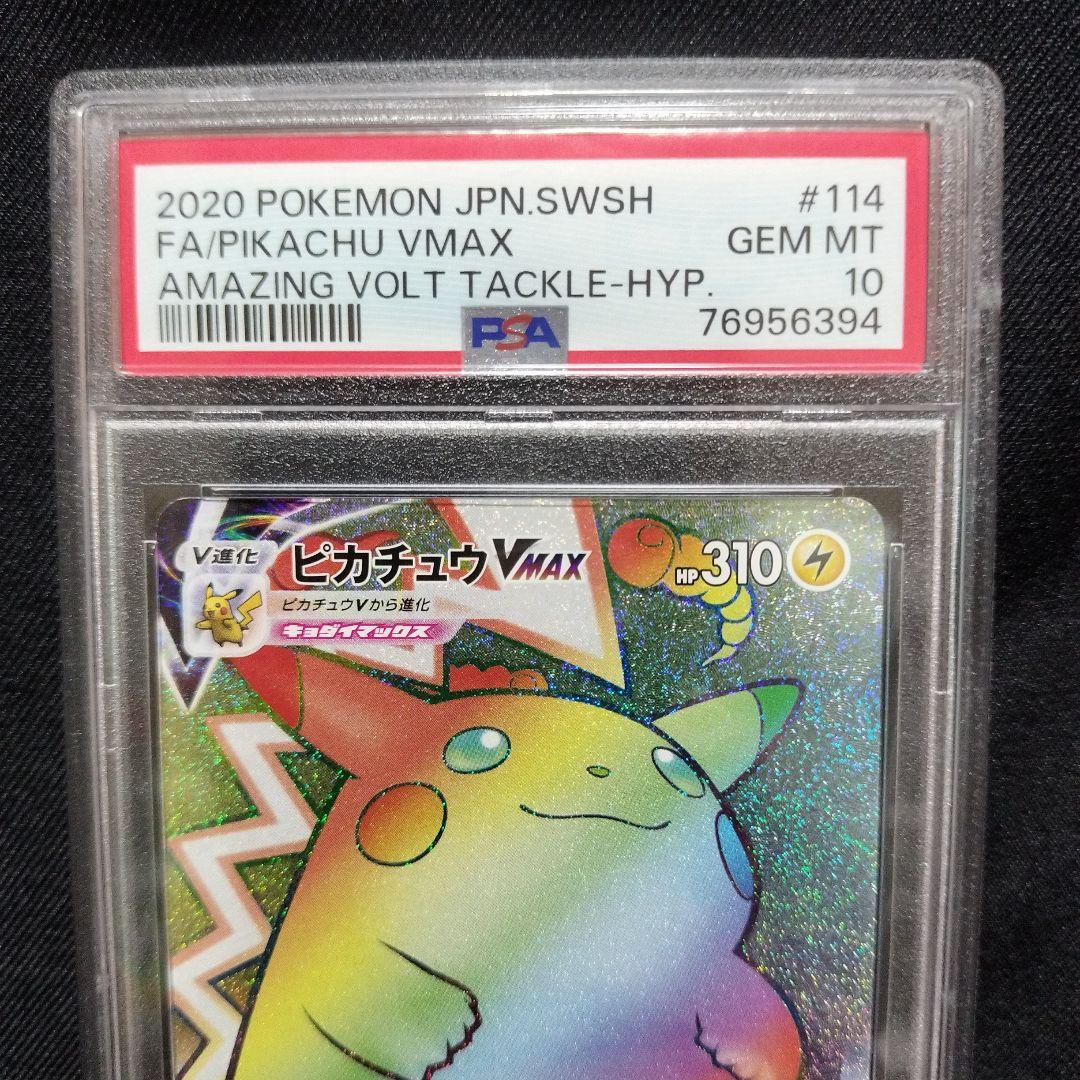 2020 POKEMON JPN.SWSH #114
FA/PIKACHU VMAX GEM MT
AMAZING VOLT TACKLE-HYP. 10
PSA 76956394
V進化 ピカチュウVMAX HP310
ピカチュウVから進化
キョダイマックス